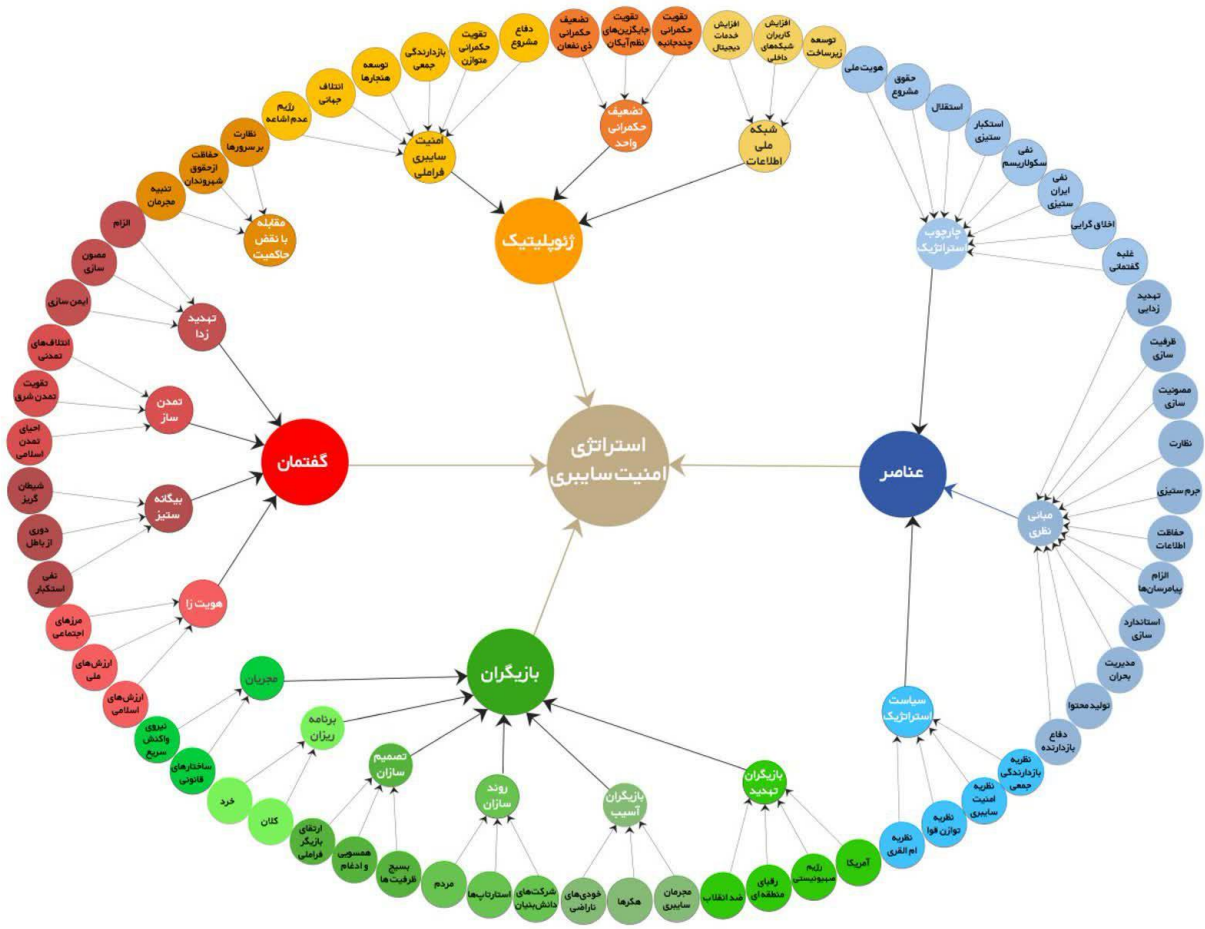 استراتژی
امنیت سایبری
ژئوپلیتیک
شبکه
ملی
اطلاعات
توسعه
زیرساخت
افزایش
کاربران
شبکه‌های
داخلی
افزایش
خدمات
دیجیتال
تضعیف
حکمرانی
واحد
تقویت
حکمرانی
چندجانبه
تقویت
جایگزین‌های
نظم آیکان
تضعیف
حکمرانی
ذی نفعان
امنیت
سایبری
فراملی
دفاع
مشروع
تقویت
حکمرانی
متوازن
بازدارندگی
جمعی
توسعه
هنجارها
ائتلاف
جهانی
رژیم
عدم اشاعه
مقابله
با نقض
حاکمیت
نظارت
بر سرورها
حفاظت
از حقوق
شهروندان
تنبیه
مجرمان
گفتمان
تهدید
زدا
الزام
مصون
سازی
ایمن سازی
تمدن
ساز
ائتلاف‌های
تمدنی
تقویت
تمدن شرق
احیای
تمدن
اسلامی
بیگانه
ستیز
شیطان
گریز
دوری
از باطل
نفی
استکبار
هویت زا
مرزهای
اجتماعی
ارزش‌های
ملی
ارزش‌های
اسلامی
بازیگران
مجریان
نیروی
واکنش
سریع
ساختارهای
قانونی
برنامه
ریزان
خرد
کلان
تصمیم
سازان
ارتقای
بازیگر
فراملی
همسویی
و ادغام
بسیج
ظرفیت ها
روند
سازان
مردم
استارتاپ‌ها
شرکت‌های
دانش‌بنیان
بازیگران
آسیب
خودی‌های
ناراضی
هکرها
مجرمان
سایبری
بازیگران
تهدید
ضد انقلاب
رقبای
منطقه‌ای
رژیم
صهیونیستی
آمریکا
عناصر
چارچوب
استراتژیک
هویت ملی
حقوق
مشروع
استقلال
استکبار
ستیزی
نفی
سکولاریسم
نفی
ایران
ستیزی
اخلاق گرایی
غلبه
گفتمانی
مبانی
نظری
تهدید
زدایی
ظرفیت
سازی
مصونیت
سازی
نظارت
جرم ستیزی
حفاظت
اطلاعات
الزام
پیام‌رسان‌ها
استاندارد
سازی
مدیریت
بحران
تولید محتوا
دفاع
بازدارنده
سیاست
استراتژیک
نظریه
بازدارندگی
جمعی
نظریه
امنیت
سایبری
نظریه
توازن قوا
نظریه
ام القری